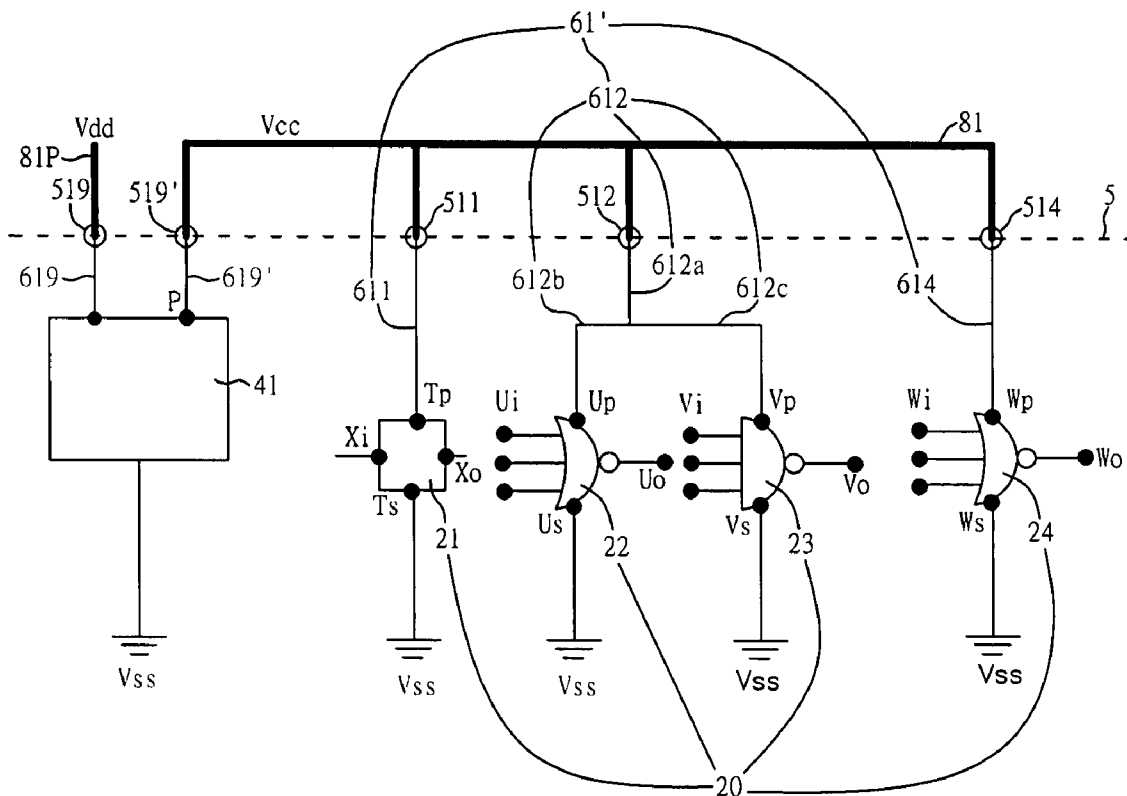 61'
612
Vdd
Vcc
81
81P
519
519'
511
512
514
5
619
619'
611
612b
612a
612c
614
P
41
Tp
Ui
Up
Vi
Vp
Wi
Wp
Xi
Xo
Uo
Vo
Wo
Ts
21
Us
22
Vs
23
Ws
24
Vss
Vss
Vss
Vss
Vss
20